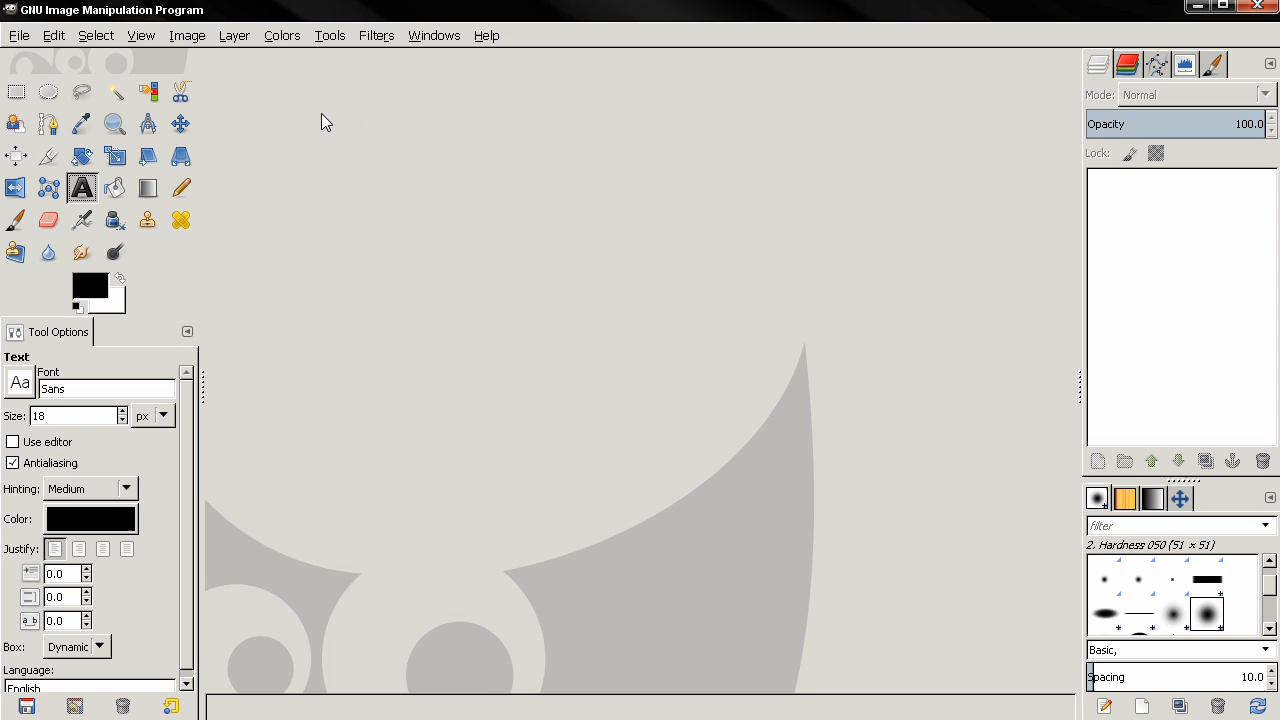 GNU Image Manipulation Program
File Edit Select View Image Layer Colors Tools Filters Windows Help
Mode: Normal
Opacity 100.0
Lock:
Tool Options
Text
Font
Aa Sans
Size: 18 px
Use editor
Antialiasing
Hinting: Medium
Color:
Justify:
0.0
0.0
a_b 0.0
Box: Dynamic
Language:
English
filter
2. Hardness 050 (51 × 51)
Basic,
Spacing 10.0